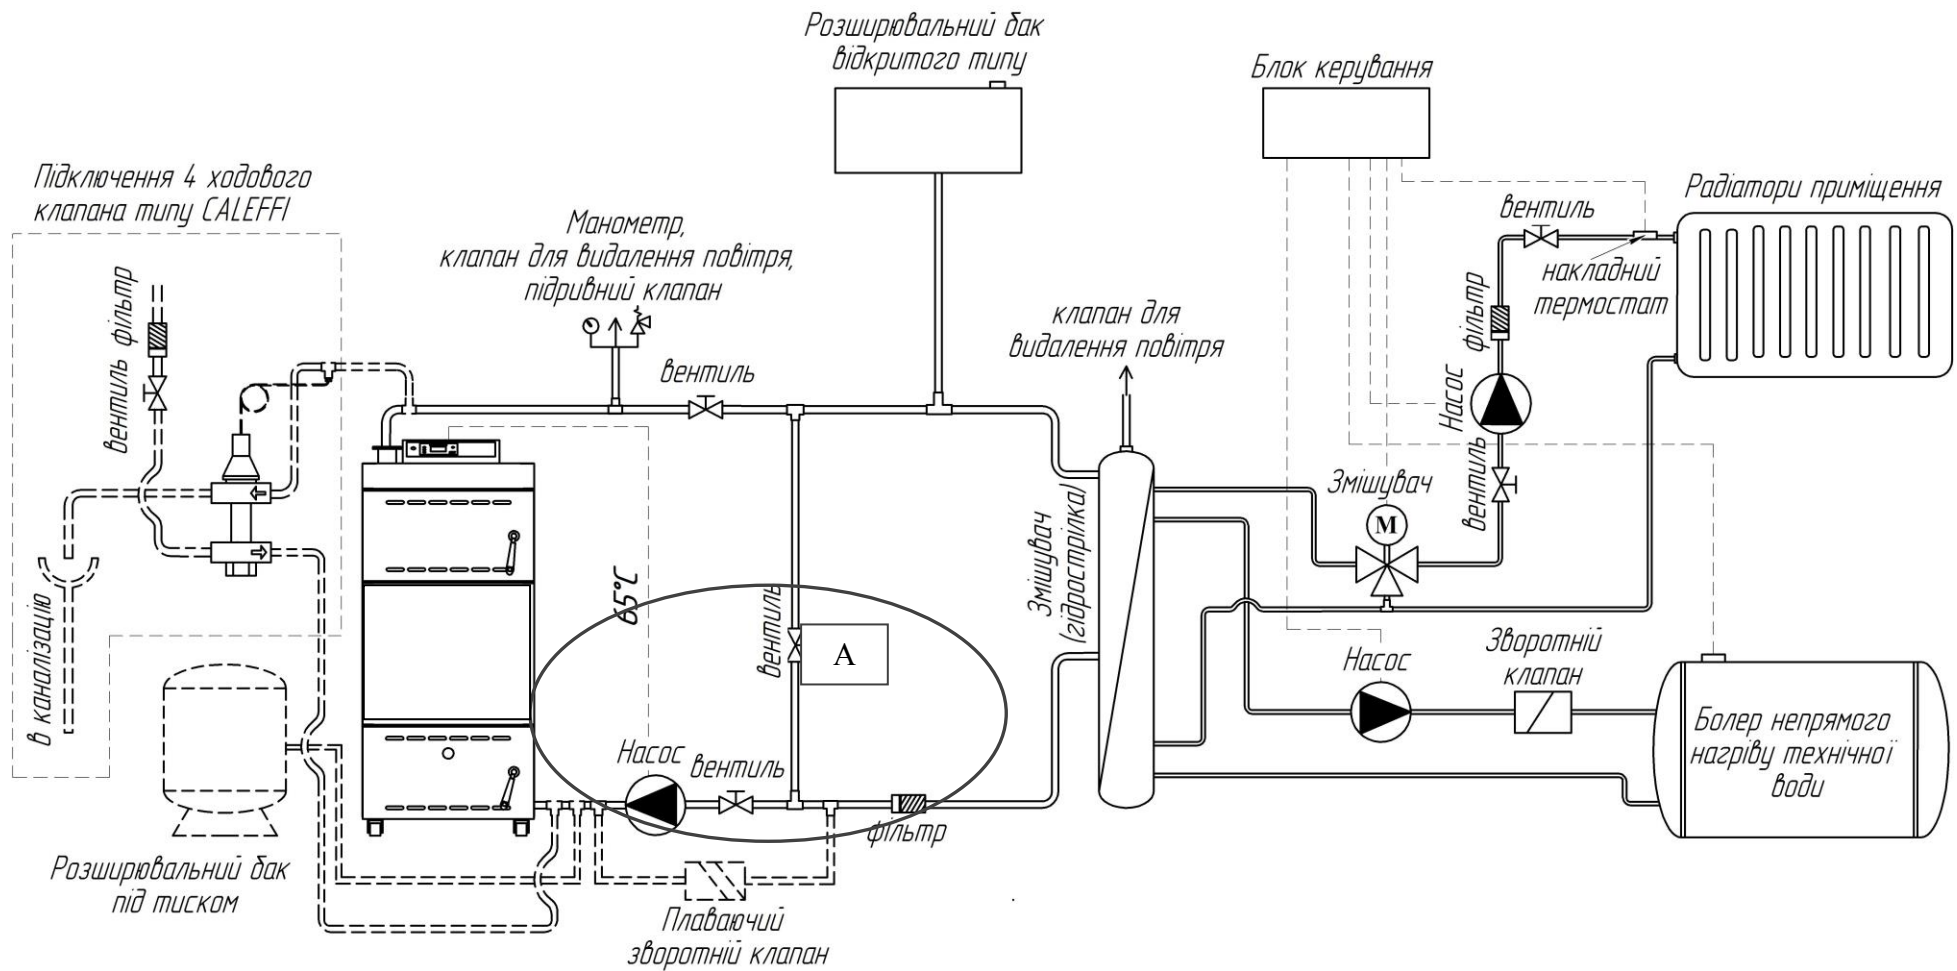 Розширювальний бак
відкритого типу
Блок керування
Підключення 4 ходового
клапана типу CALEFFI
Манометр,
клапан для видалення повітря,
підривний клапан
вентиль
фільтр
вентиль
клапан для
видалення повітря
Радіатори приміщення
вентиль
накладний
термостат
фільтр
Насос
вентиль
Змішувач
М
65°С
вентиль
А
Змішувач
/гідрострілка/
в каналізацію
Насос
вентиль
фільтр
Насос
Зворотній
клапан
Болер непрямого
нагріву технічної
води
Розширювальний бак
під тиском
Плаваючий
зворотній клапан